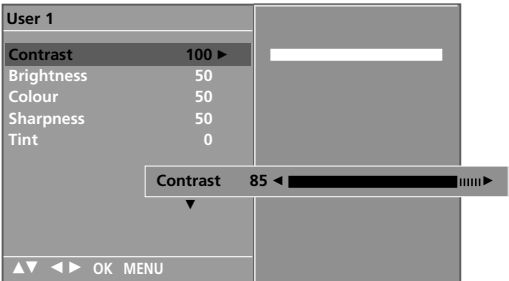 User 1
Contrast 100 ►
Brightness 50
Colour 50
Sharpness 50
Tint 0
Contrast 85 ◄ ►
▼
▲▼ ◄► OK MENU